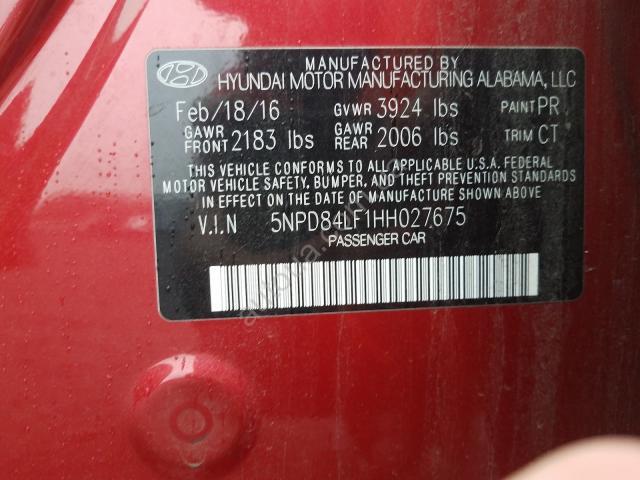 MANUFACTURED BY
HYUNDAI MOTOR MANUFACTURING ALABAMA, LLC
Feb/18/16 GVWR 3924 lbs PAINT PR
GAWR FRONT 2183 lbs GAWR REAR 2006 lbs TRIM CT
THIS VEHICLE CONFORMS TO ALL APPLICABLE U.S.A. FEDERAL
MOTOR VEHICLE SAFETY, BUMPER, AND THEFT PREVENTION STANDARDS
IN EFFECT ON THE DATE OF MANUFACTURE SHOWN ABOVE.
V.I.N 5NPD84LF1HH027675
PASSENGER CAR